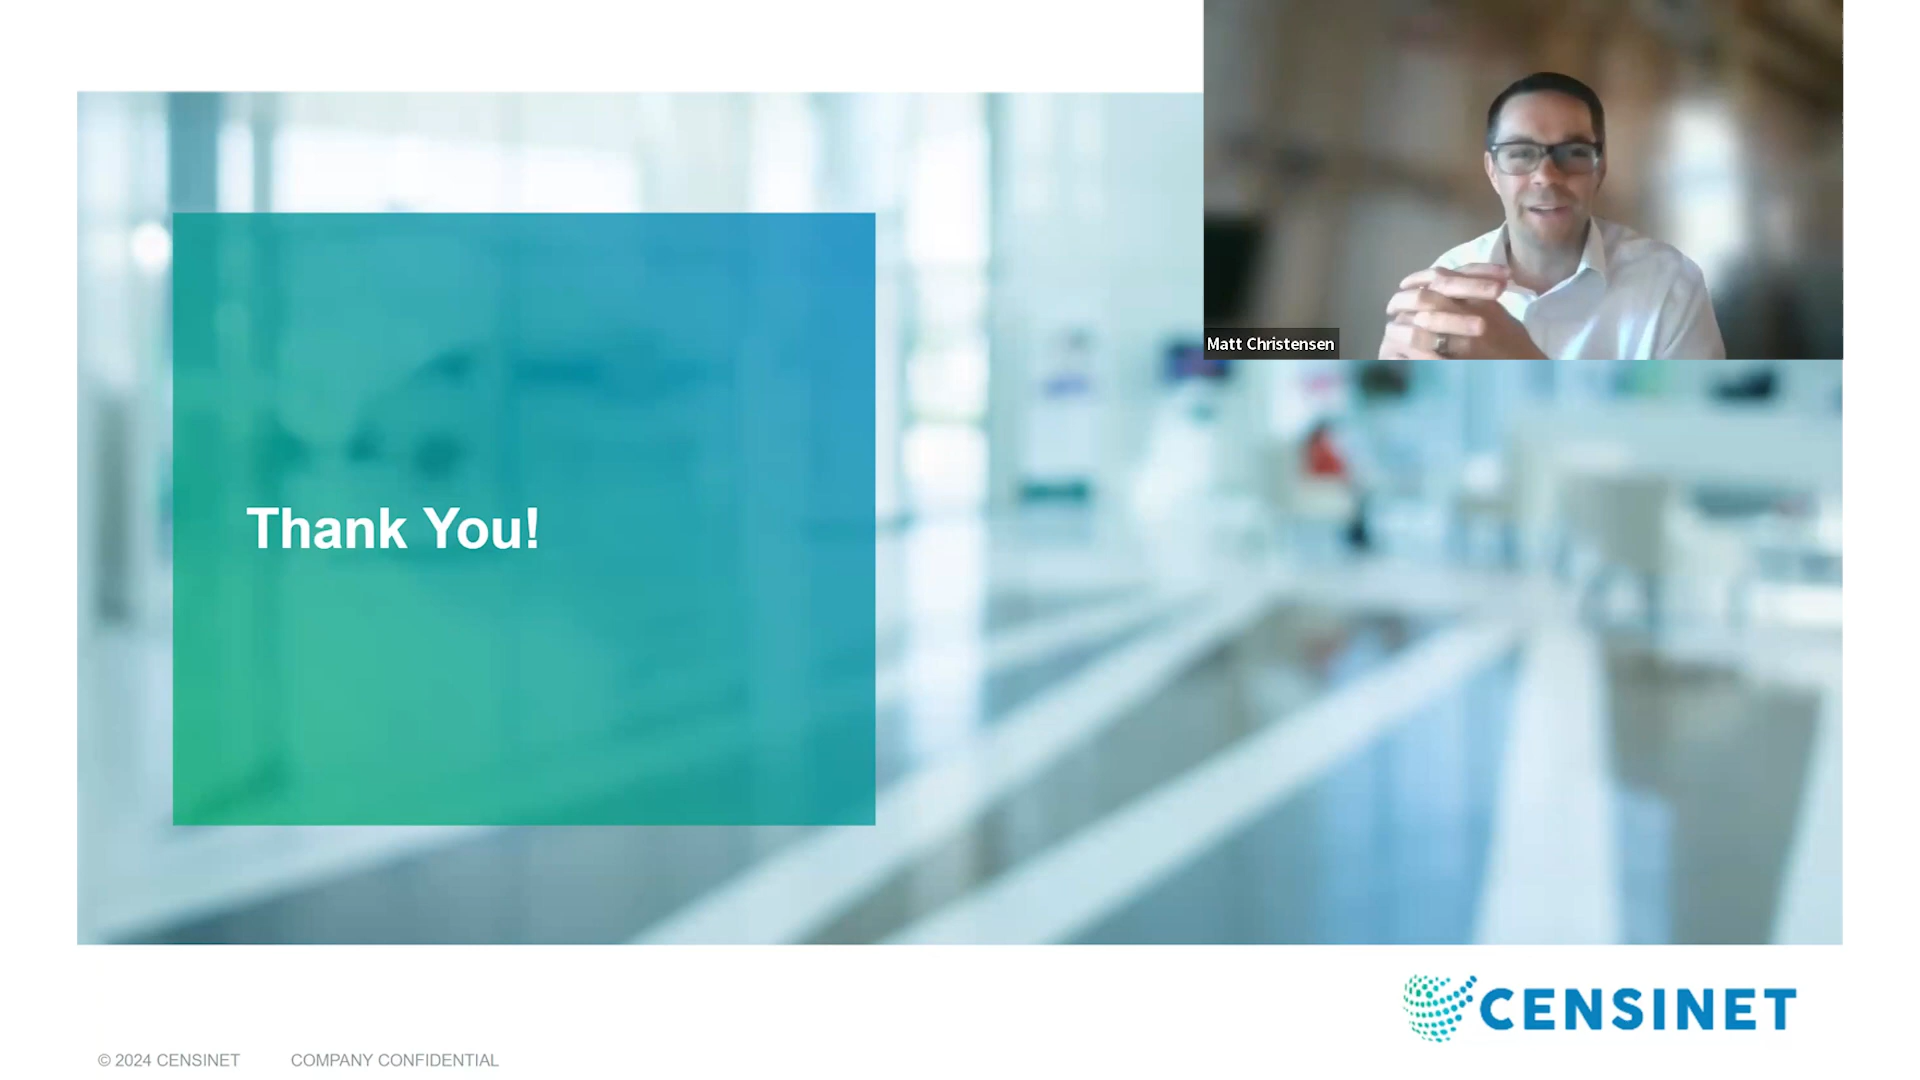 Matt Christensen
Thank You!
CENSINET
© 2024 CENSINET
COMPANY CONFIDENTIAL